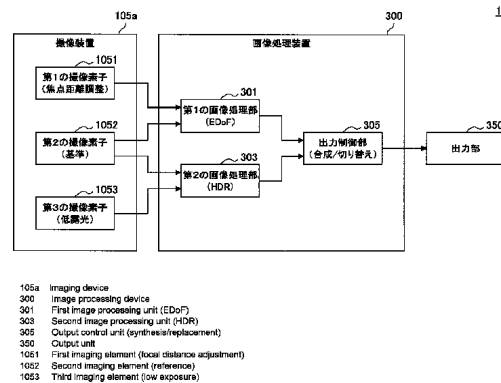 1
105a
300
撮像装置
画像処理装置
1051
第1の撮像素子
(焦点距離調整)
301
第1の画像処理部
(EDoF)
1052
第2の撮像素子
(基準)
305
出力制御部
(合成/切り替え)
350
出力部
303
第2の画像処理部
(HDR)
1053
第3の撮像素子
(低露光)
105a Imaging device
300 Image processing device
301 First image processing unit (EDoF)
303 Second image processing unit (HDR)
305 Output control unit (synthesis/replacement)
350 Output unit
1051 First imaging element (focal distance adjustment)
1052 Second imaging element (reference)
1053 Third imaging element (low exposure)